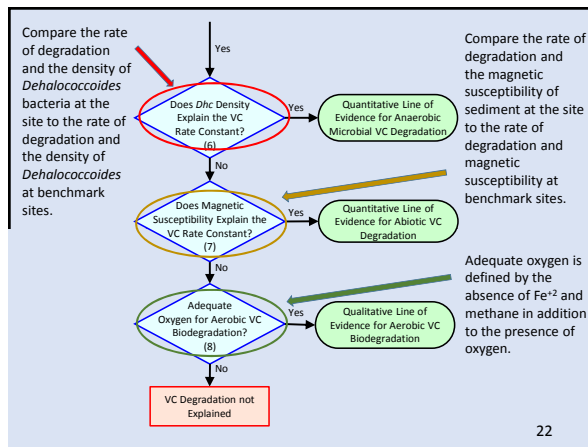 Compare the rate
of degradation
and the density of
Dehalococcoides
bacteria at the
site to the rate of
degradation and
the density of
Dehalococcoides
at benchmark
sites.
Yes
Does Dhc Density
Explain the VC
Rate Constant?
(6)
Yes
Quantitative Line of
Evidence for Anaerobic
Microbial VC Degradation
Compare the rate of
degradation and
the magnetic
susceptibility of
sediment at the site
to the rate of
degradation and
magnetic
susceptibility at
benchmark sites.
No
Does Magnetic
Susceptibility Explain the
VC Rate Constant?
(7)
Yes
Quantitative Line of
Evidence for Abiotic VC
Degradation
No
Adequate
Oxygen for Aerobic VC
Biodegradation?
(8)
Yes
Qualitative Line of
Evidence for Aerobic VC
Biodegradation
Adequate oxygen is
defined by the
absence of Fe+2 and
methane in addition
to the presence of
oxygen.
No
VC Degradation not
Explained
22